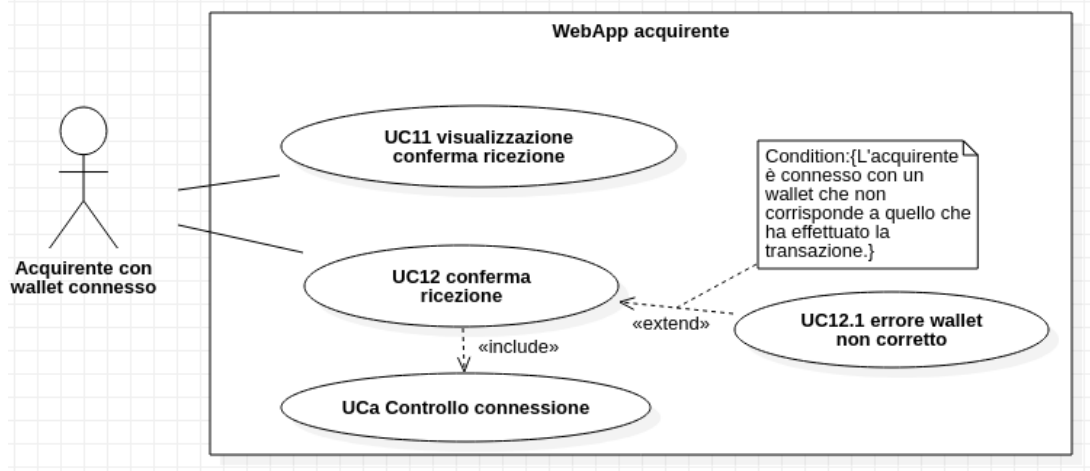 WebApp acquirente
UC11 visualizzazione
conferma ricezione
Condition:{L'acquirente
è connesso con un
wallet che non
corrisponde a quello che
ha effettuato la
transazione.}
Acquirente con
wallet connesso
UC12 conferma
ricezione
«extend»
UC12.1 errore wallet
non corretto
«include»
UCa Controllo connessione